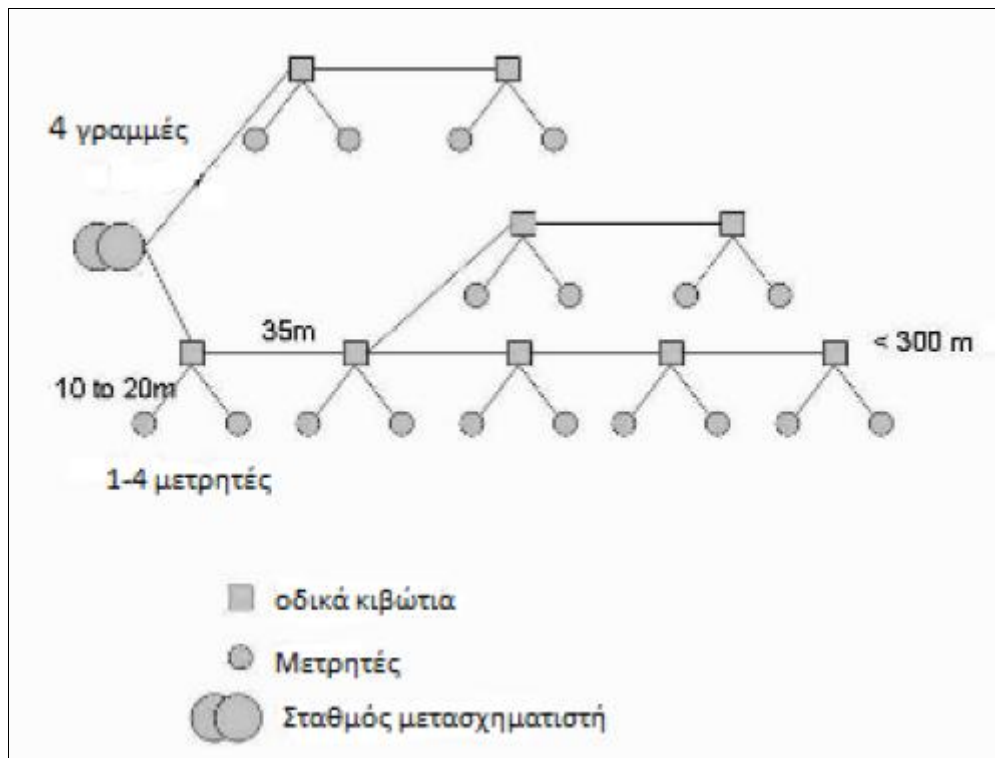 4 γραμμές
35m
< 300 m
10 to 20m
1-4 μετρητές
οδικά κιβώτια
Μετρητές
Σταθμός μετασχηματιστή